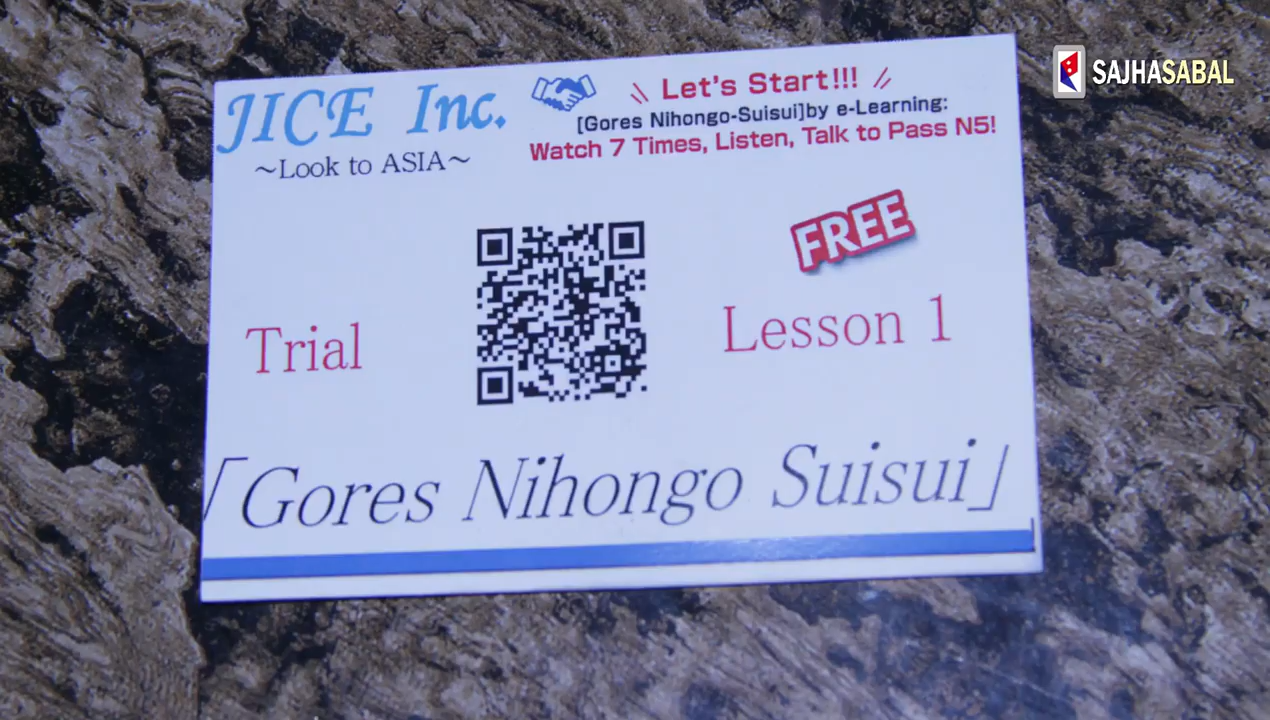 JICE Inc.
~Look to ASIA~
Let's Start!!!
[Gores Nihongo-Suisui]by e-Learning:
Watch 7 Times, Listen, Talk to Pass N5!
FREE
Trial
Lesson 1
「Gores Nihongo Suisui」
SAJHASABAL